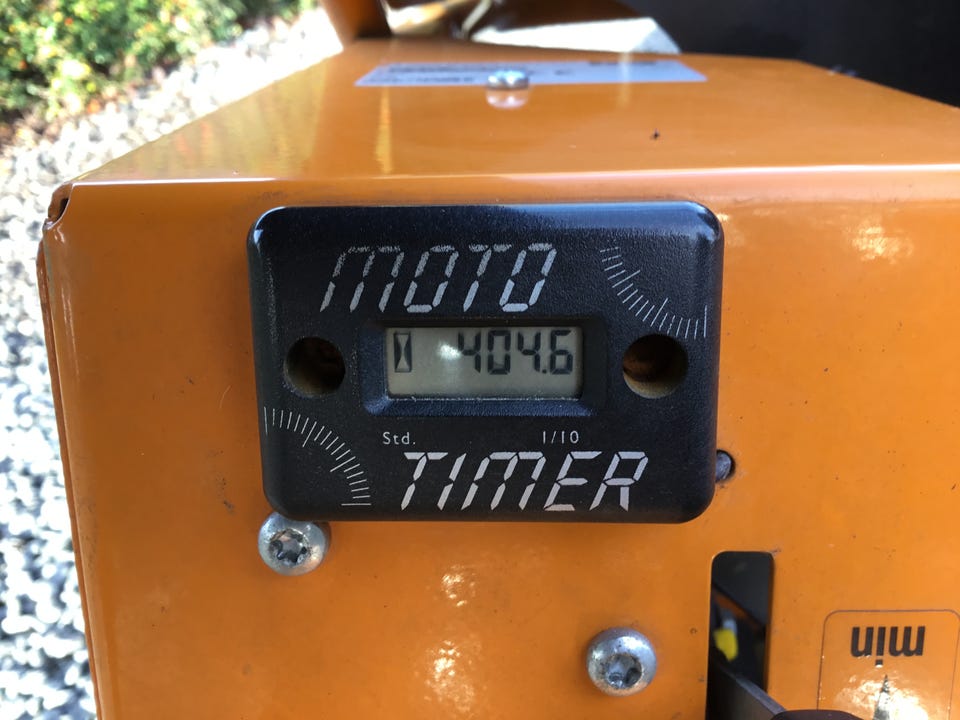 MOTO
404.6
Std. 1/10
TIMER
min